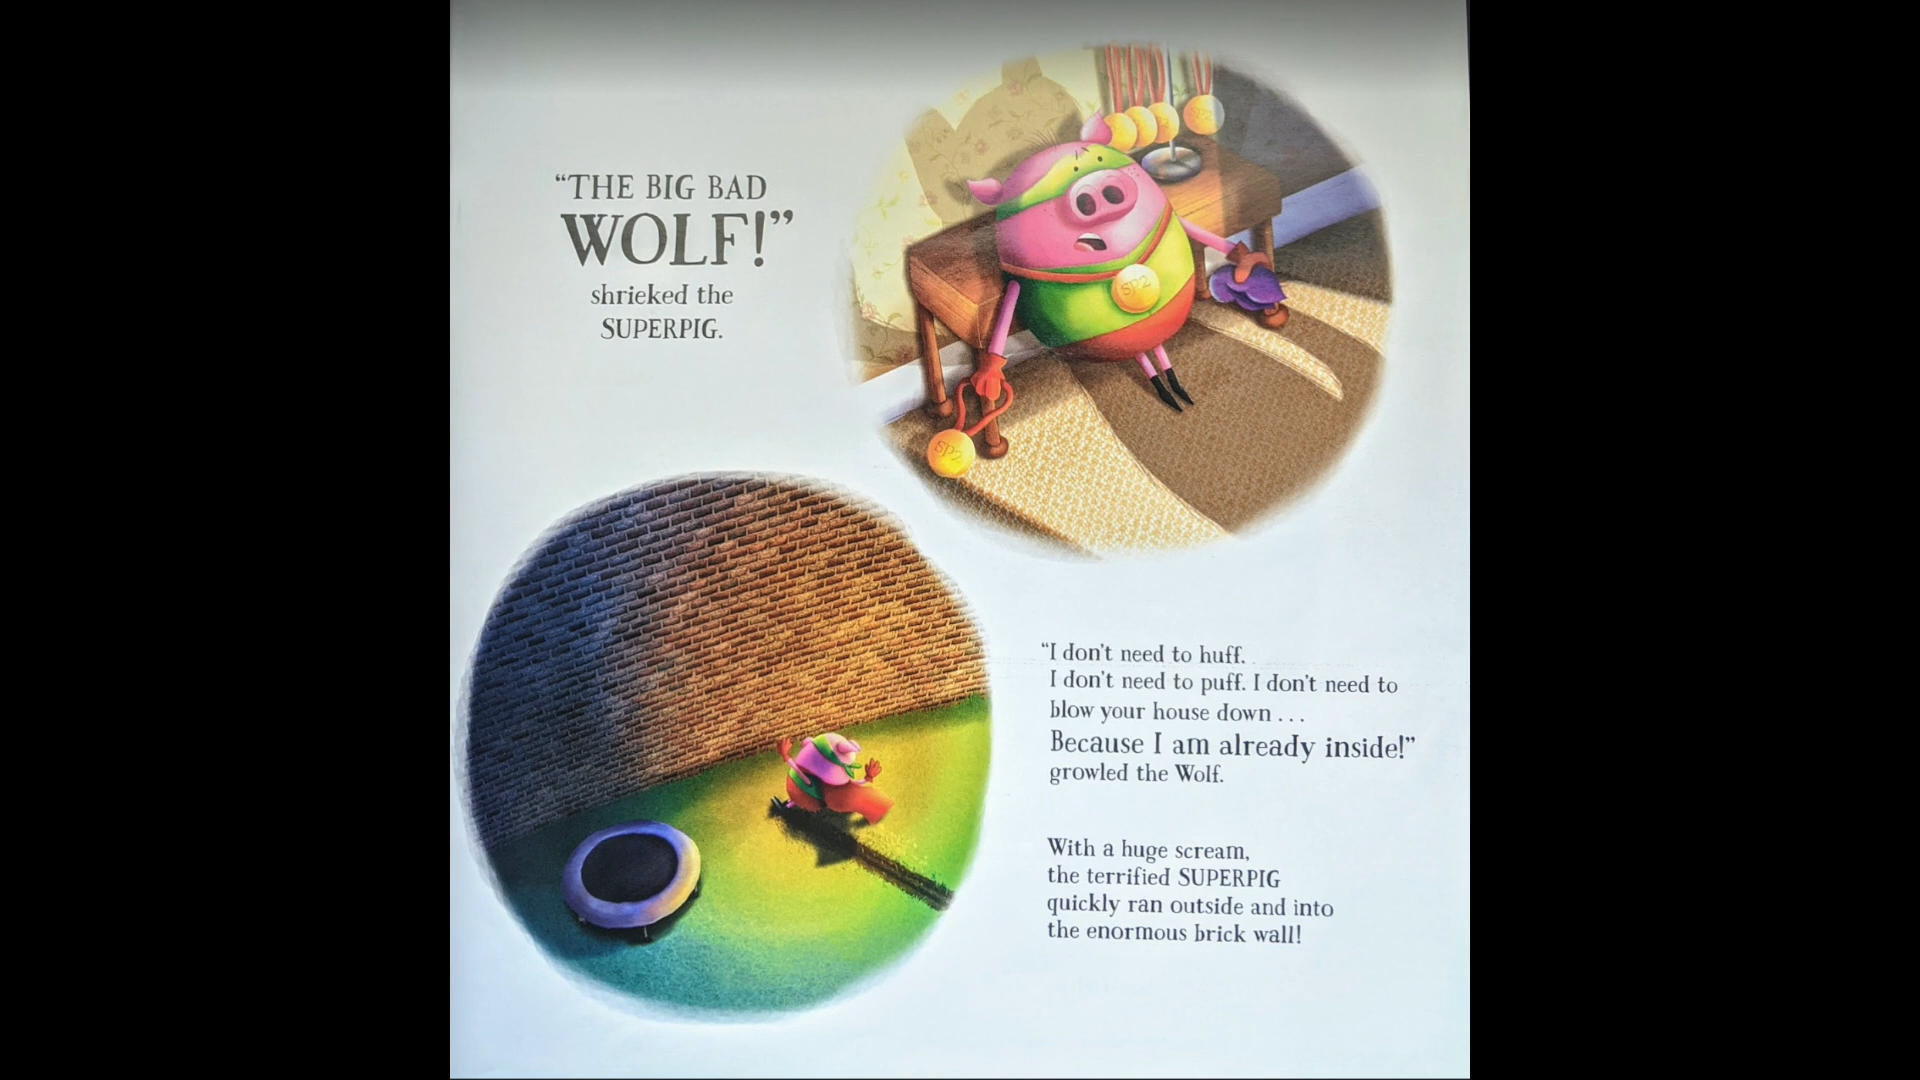 “THE BIG BAD
WOLF!”
shrieked the
SUPERPIG.
SP2
SP2
“I don't need to huff.
I don't need to puff. I don't need to
blow your house down . . .
Because I am already inside!”
growled the Wolf.
With a huge scream,
the terrified SUPERPIG
quickly ran outside and into
the enormous brick wall!